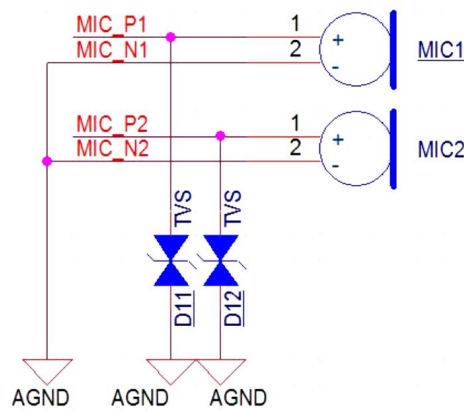 MIC_P1 1
MIC_N1 2 MIC1
MIC_P2 1
MIC_N2 2 MIC2
TVS TVS
D11 D12
AGND AGND AGND